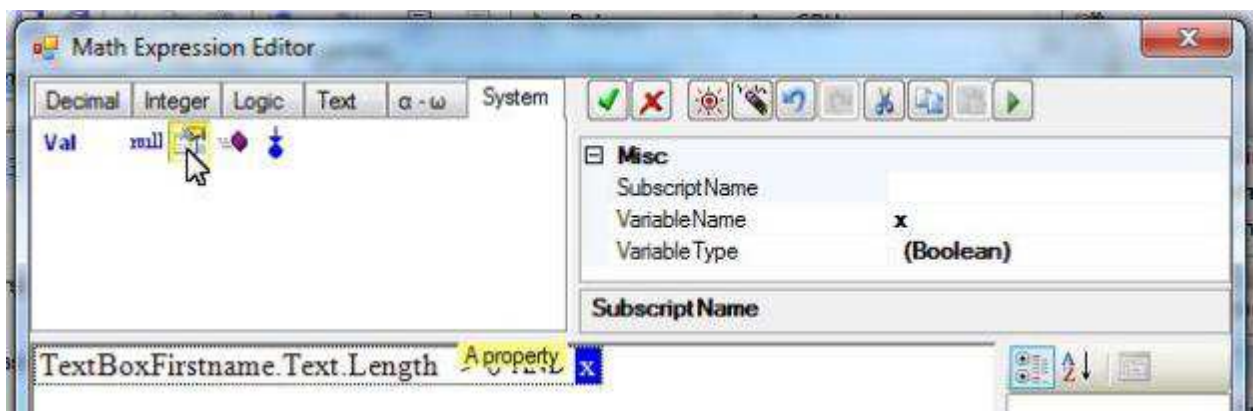 Math Expression Editor
Decimal Integer Logic Text α - ω System
Val null
Misc
SubscriptName
VariableName x
VariableType (Boolean)
SubscriptName
TextBoxFirstname.Text.Length A property x